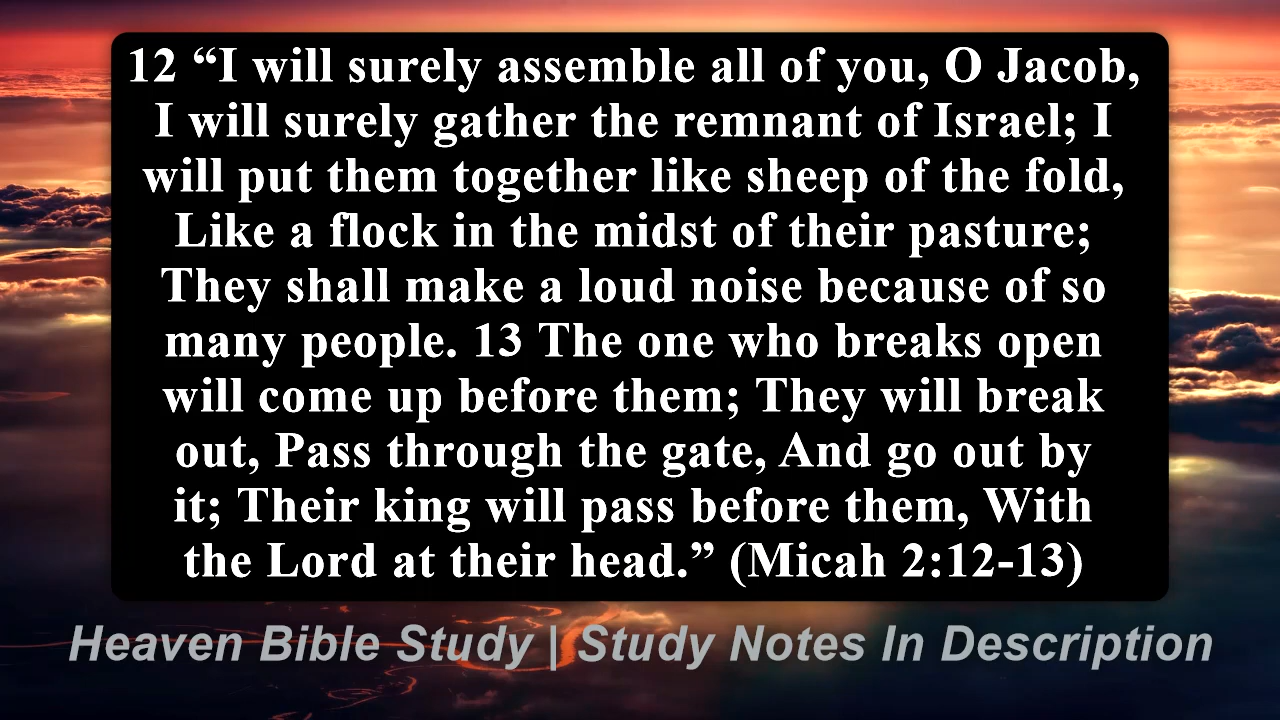 12 “I will surely assemble all of you, O Jacob,
I will surely gather the remnant of Israel; I
will put them together like sheep of the fold,
Like a flock in the midst of their pasture;
They shall make a loud noise because of so
many people. 13 The one who breaks open
will come up before them; They will break
out, Pass through the gate, And go out by
it; Their king will pass before them, With
the Lord at their head.” (Micah 2:12-13)
Heaven Bible Study | Study Notes In Description